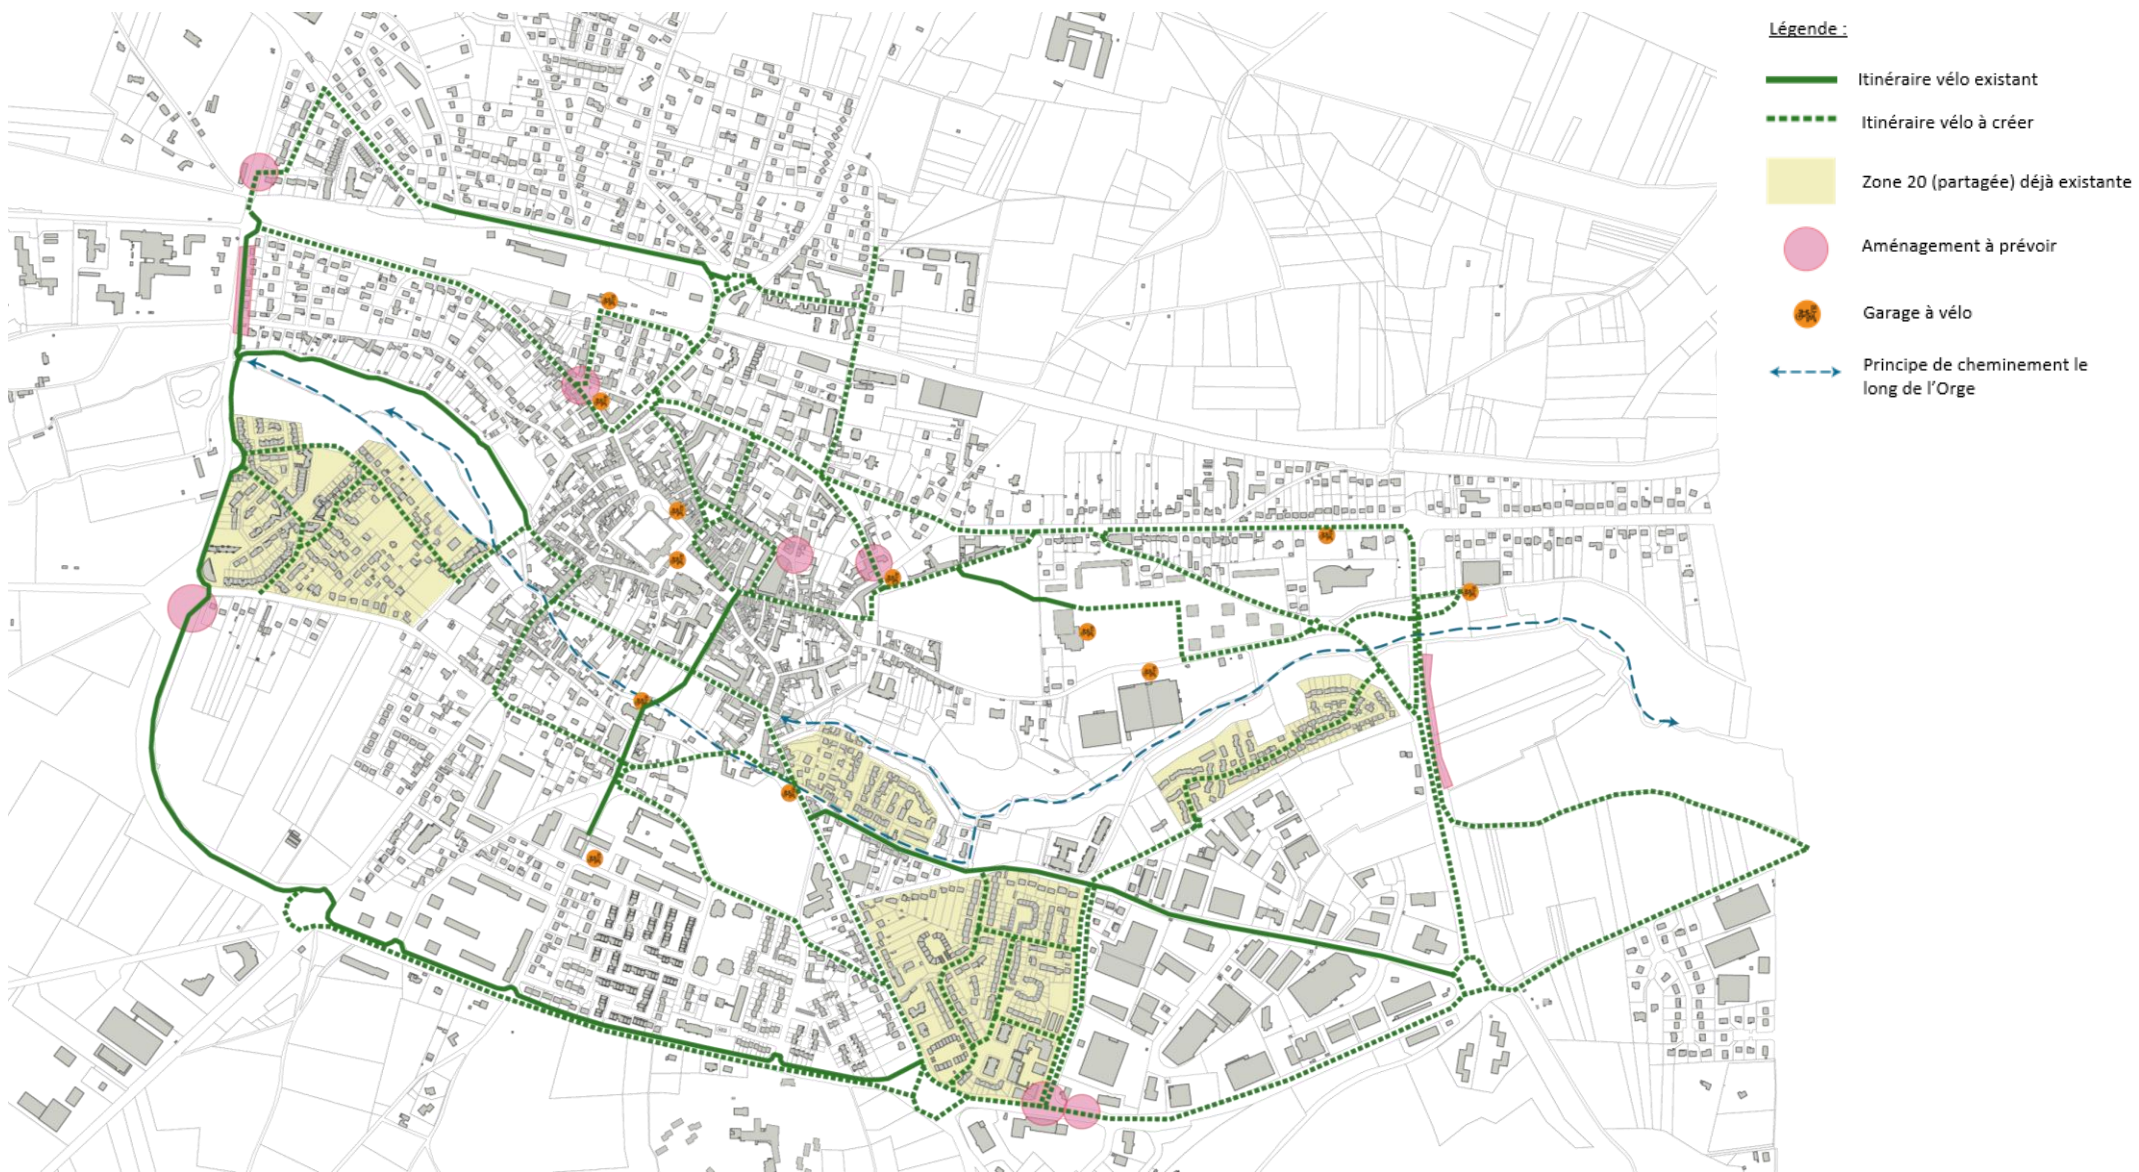 Légende :
Itinéraire vélo existant
Itinéraire vélo à créer
Zone 20 (partagée) déjà existante
Aménagement à prévoir
Garage à vélo
Principe de cheminement le
long de l’Orge